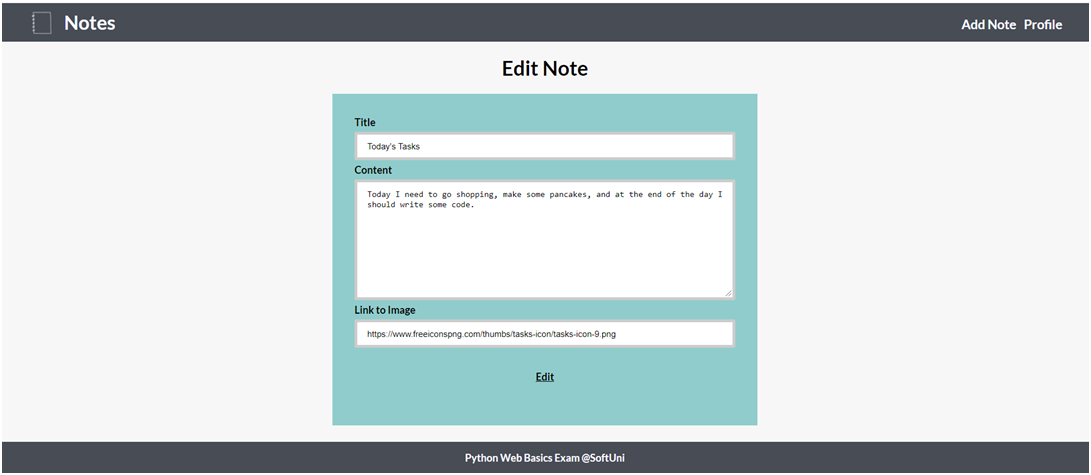 Notes
Add Note Profile
Edit Note
Title
Today's Tasks
Content
Today I need to go shopping, make some pancakes, and at the end of the day I
should write some code.
Link to Image
https://www.freeiconspng.com/thumbs/tasks-icon/tasks-icon-9.png
Edit
Python Web Basics Exam @SoftUni